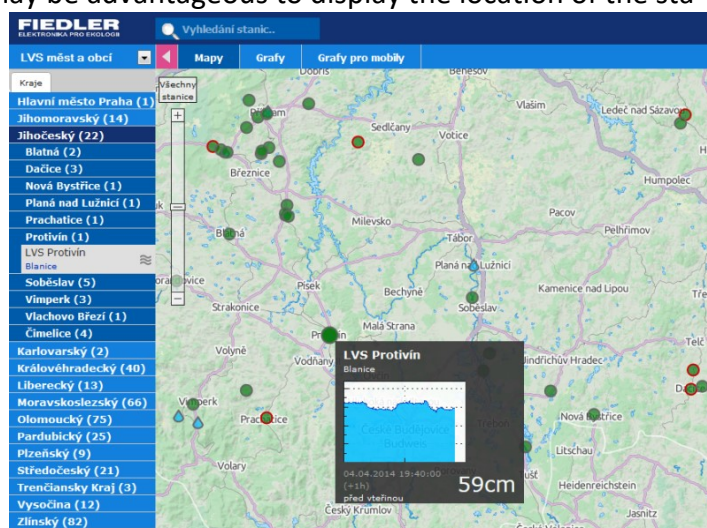 may be advantageous to display the location of the sta
FIEDLER
ELEKTRONIKA PRO EKOLOGII
Vyhledání stanic..
LVS měst a obcí
Mapy
Grafy
Grafy pro mobily
Kraje
Všechny
stanice
Hlavní město Praha (1)
Jihomoravský (14)
Jihočeský (22)
Blatná (2)
Dačice (3)
Nová Bystřice (1)
Planá nad Lužnicí (1)
Prachatice (1)
Protivín (1)
LVS Protivín
Blanice
Soběslav (5)
Vimperk (3)
Vlachovo Březí (1)
Čimelice (4)
Karlovarský (2)
Královéhradecký (40)
Liberecký (13)
Moravskoslezský (66)
Olomoucký (75)
Pardubický (25)
Plzeňský (9)
Středočeský (21)
Trenčiansky Kraj (3)
Vysočina (12)
Zlínský (82)
Dobříš
Benešov
Vlašim
Ledeč nad Sázavou
Sedlčany
Votice
Březnice
Humpolec
Pacov
Pelhřimov
Milevsko
Tábor
Planá nad Lužnicí
Písek
Bechyně
Kamenice nad Lipou
Strakonice
Soběslav
Malá Strana
Volyně
Vodňany
Telč
Jindřichův Hradec
Vimperk
Prachatice
Nová Bystřice
Litschau
Volary
Heidenreichstein
Český Krumlov
Jasnitz
LVS Protivín
Blanice
České Budějovice
Budweis
Třeboň
04.04.2014 19:40:00
(+1h)
před vteřinou
59cm